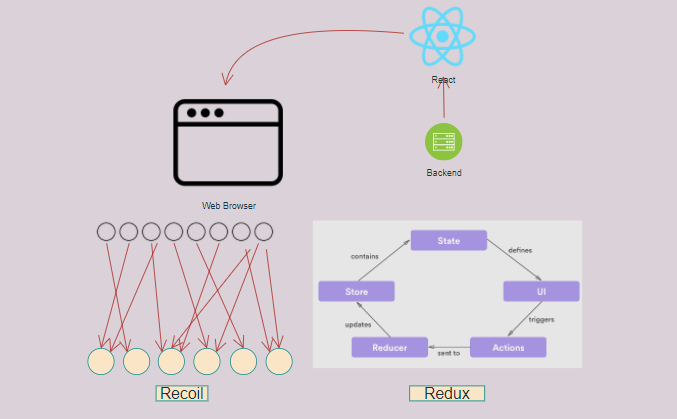 React
Backend
Web Browser
State
contains
defines
Store
UI
updates
triggers
Reducer
sent to
Actions
Recoil
Redux